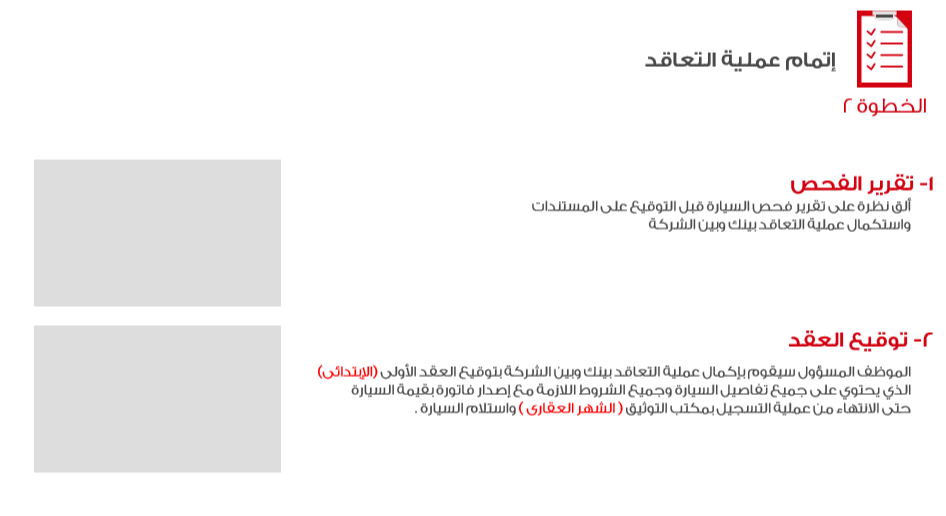 إتمام عملية التعاقد
الخطوة ٢
١- تقرير الفحص
ألق نظرة على تقرير فحص السيارة قبل التوقيع على المستندات
واستكمال عملية التعاقد بينك وبين الشركة
٢- توقيع العقد
الموظف المسؤول سيقوم بإكمال عملية التعاقد بينك وبين الشركة بتوقيع العقد الأولى (الإبتدائى)
الذي يحتوي على جميع تفاصيل السيارة وجميع الشروط اللازمة مع إصدار فاتورة بقيمة السيارة
حتى الانتهاء من عملية التسجيل بمكتب التوثيق ( الشهر العقارى ) واستلام السيارة .